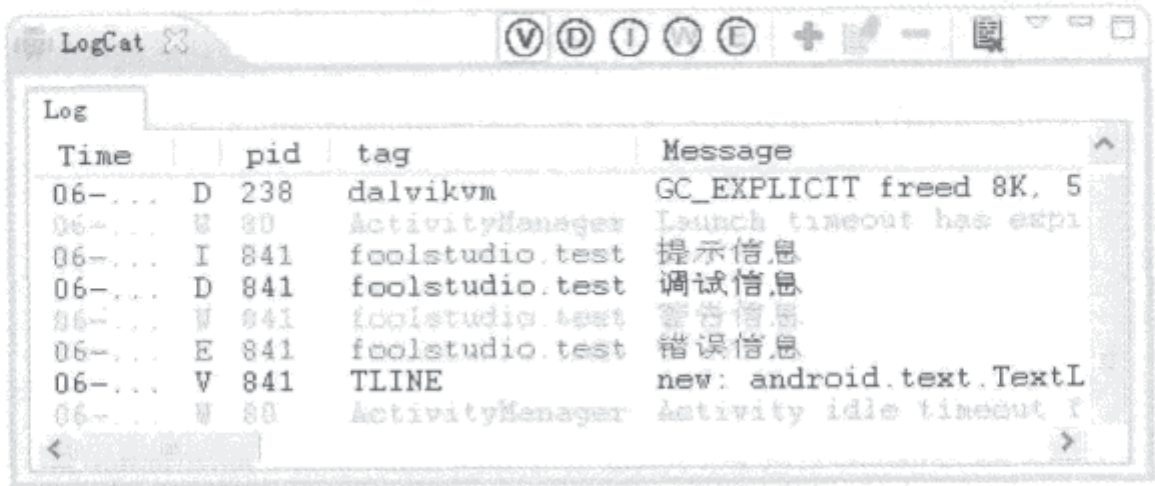 LogCat
V D I W E
Log
Time pid tag Message
06-... D 238 dalvikvm GC_EXPLICIT freed 8K, 5
06-... W 80 ActivityManager Launch timeout has expi
06-... I 841 foolstudio.test 提示信息
06-... D 841 foolstudio.test 调试信息
06-... W 841 foolstudio.test 警告信息
06-... E 841 foolstudio.test 错误信息
06-... V 841 TLINE new: android.text.TextL
06-... W 80 ActivityManager Activity idle timeout f